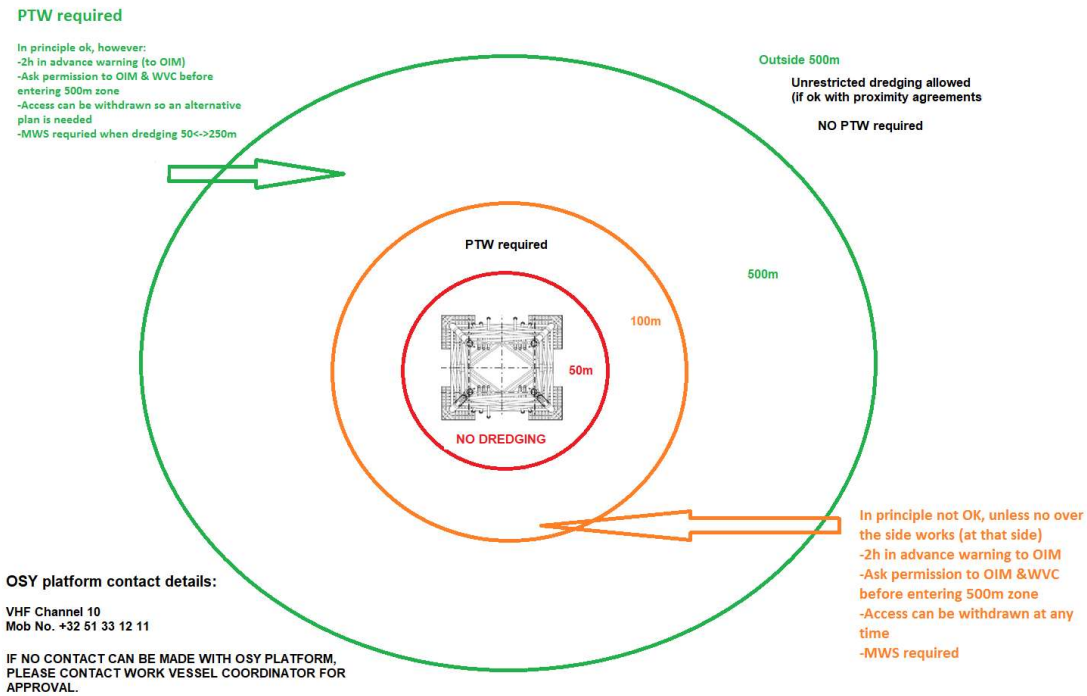 PTW required
In principle ok, however:
-2h in advance warning (to OIM)
-Ask permission to OIM & WVC before
entering 500m zone
-Access can be withdrawn so an alternative
plan is needed
-MWS requried when dredging 50<->250m
Outside 500m
Unrestricted dredging allowed
(if ok with proximity agreements
NO PTW required
PTW required
500m
100m
50m
NO DREDGING
In principle not OK, unless no over
the side works (at that side)
-2h in advance warning to OIM
-Ask permission to OIM &WVC
before entering 500m zone
-Access can be withdrawn at any
time
-MWS required
OSY platform contact details:
VHF Channel 10
Mob No. +32 51 33 12 11
IF NO CONTACT CAN BE MADE WITH OSY PLATFORM,
PLEASE CONTACT WORK VESSEL COORDINATOR FOR
APPROVAL.